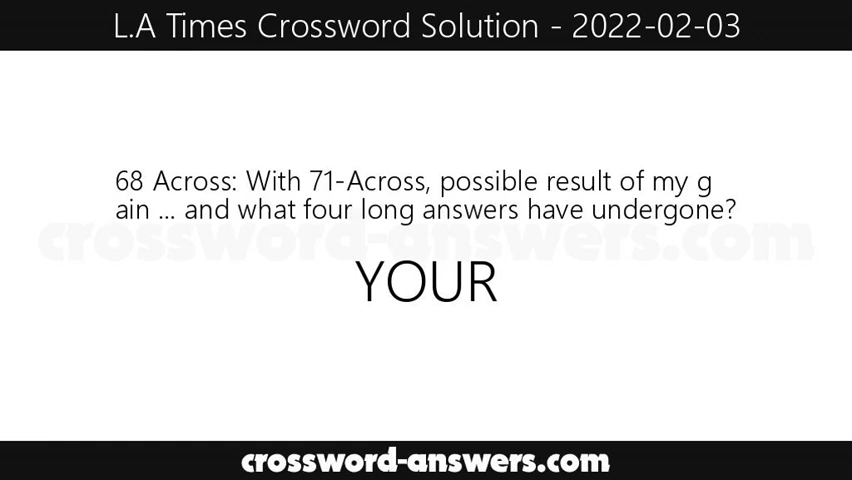 L.A Times Crossword Solution - 2022-02-03
68 Across: With 71-Across, possible result of my g
ain ... and what four long answers have undergone?
crossword-answers.com
YOUR
crossword-answers.com